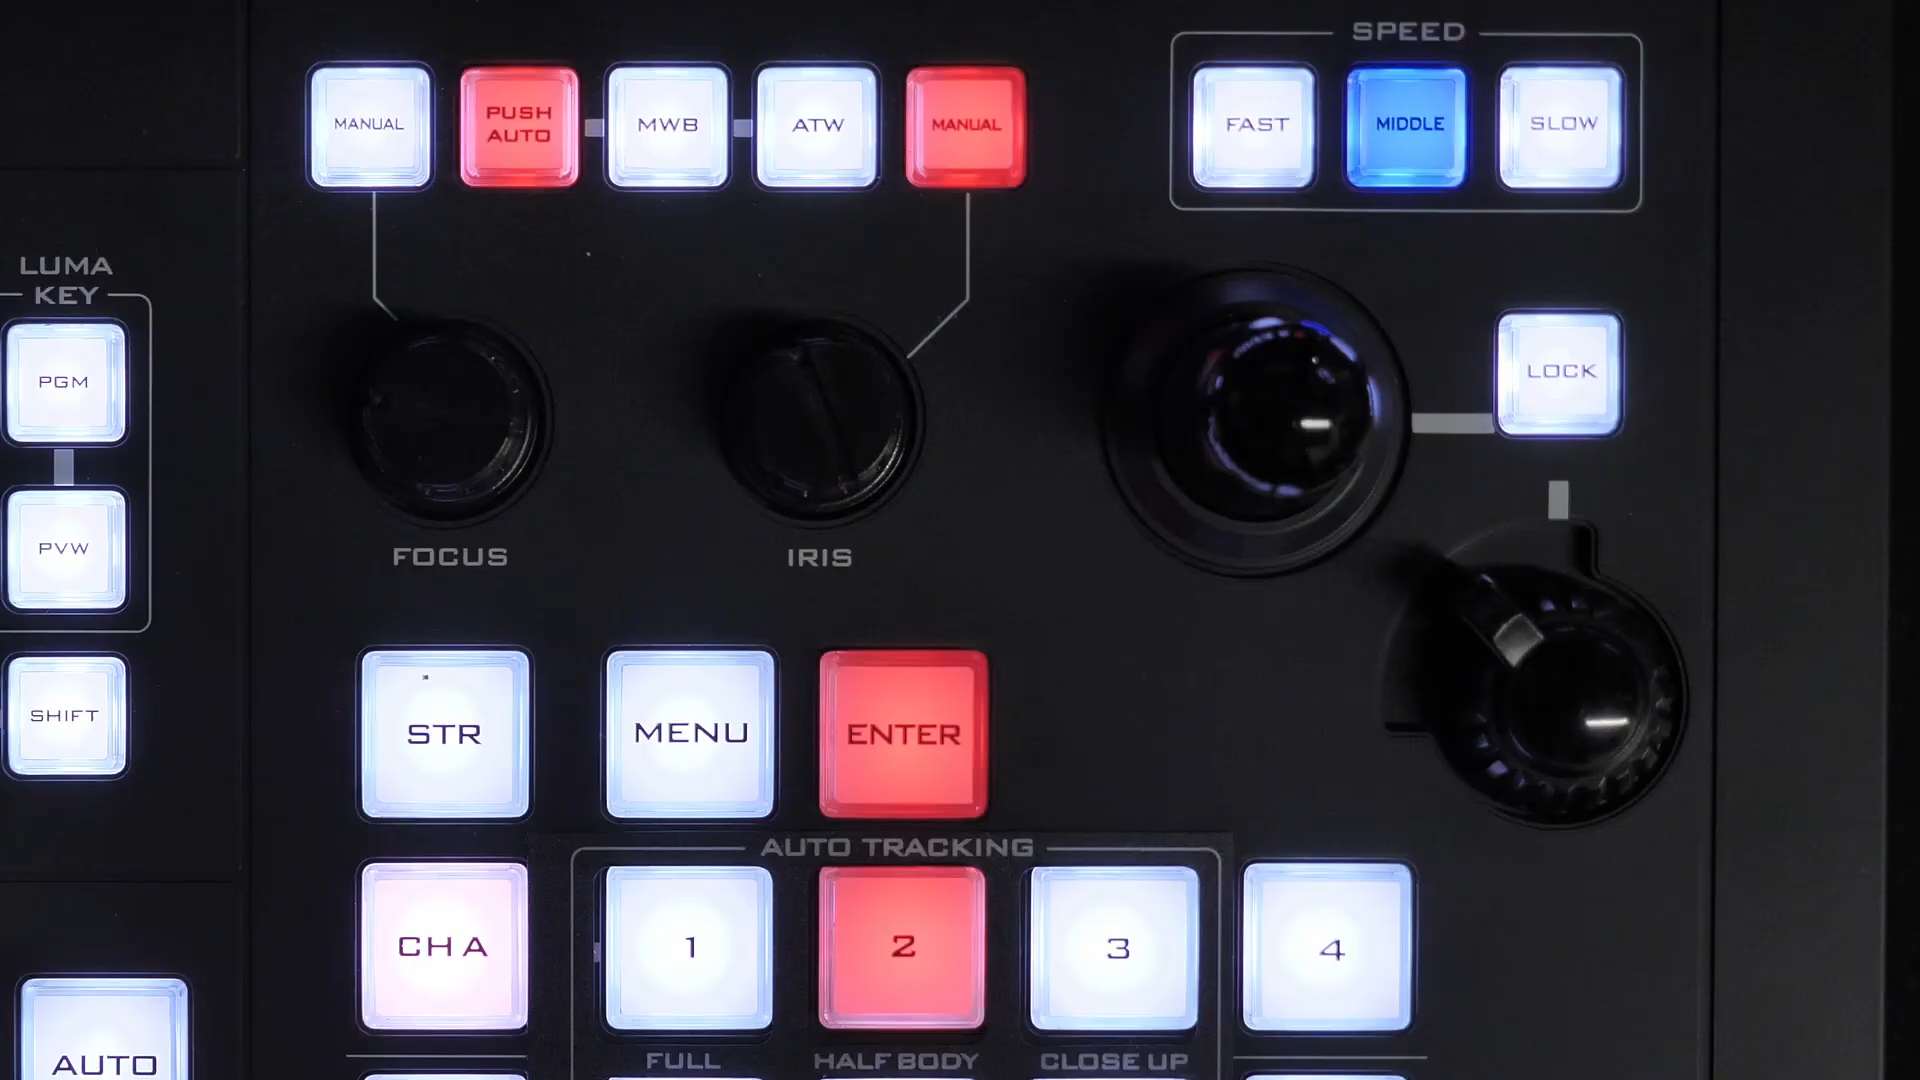 SPEED
MANUAL
PUSH
AUTO
MWB
ATW
MANUAL
FAST
MIDDLE
SLOW
LUMA
KEY
PGM
LOCK
PVW
FOCUS
IRIS
SHIFT
STR
MENU
ENTER
AUTO TRACKING
CH A
1
2
3
4
AUTO
FULL
HALF BODY
CLOSE UP